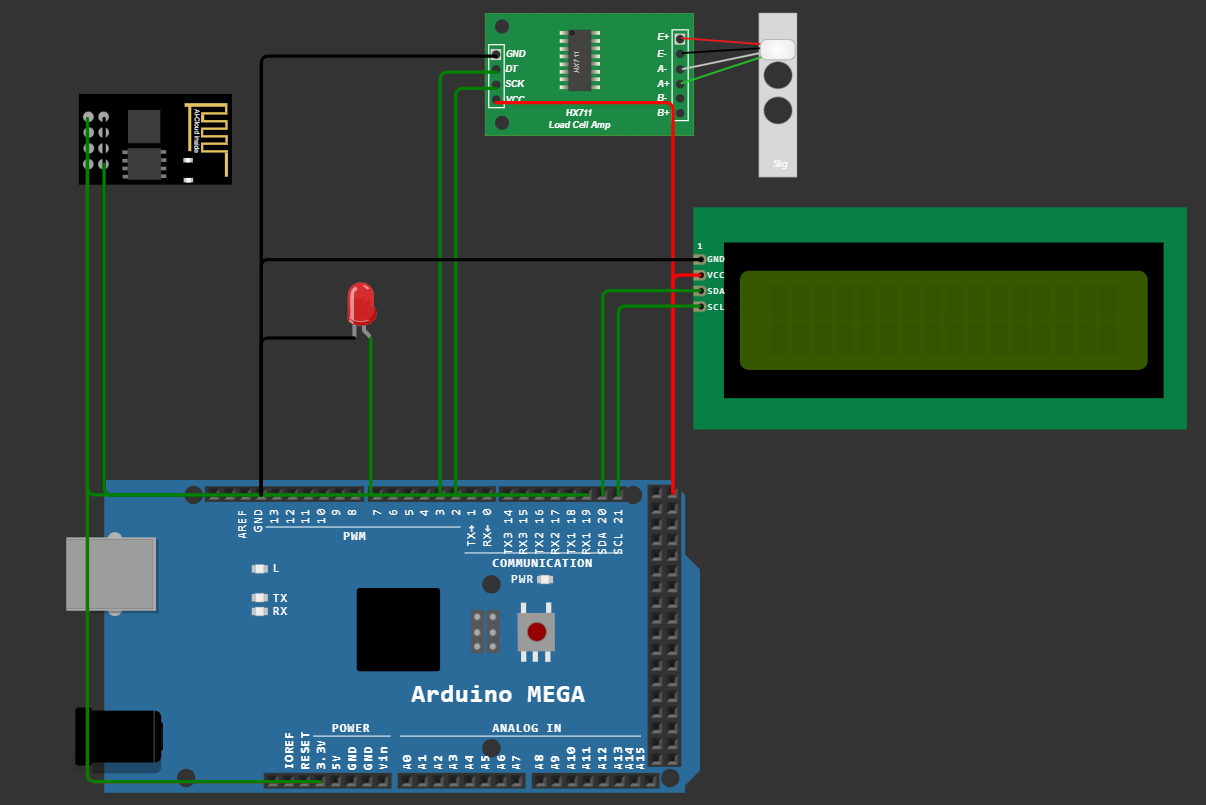 GND
DT
SCK
VCC
HX711
HX711
Load Cell Amp
E+
E-
A-
A+
B-
B+
5kg
AI-Cloud inside
1
GND
VCC
SDA
SCL
AREF
GND
13
12
11
10
9
8
7
6
5
4
3
2
TX→ 1
RX← 0
TX3 14
RX3 15
TX2 16
RX2 17
TX1 18
RX1 19
SDA 20
SCL 21
PWM
COMMUNICATION
PWR
L
TX
RX
Arduino MEGA
POWER
ANALOG IN
IOREF
RESET
3.3V
5V
GND
GND
Vin
A0
A1
A2
A3
A4
A5
A6
A7
A8
A9
A10
A11
A12
A13
A14
A15